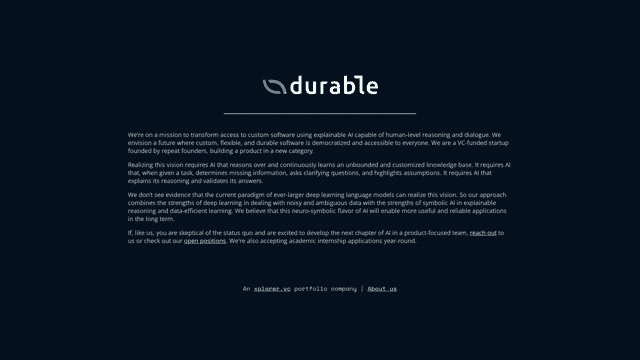 durable
We're on a mission to transform access to custom software using explainable AI capable of human-level reasoning and dialogue. We
envision a future where custom, flexible, and durable software is democratized and accessible to everyone. We are a VC-funded startup
founded by repeat founders, building a product in a new category.
Realizing this vision requires AI that reasons over and continuously learns an unbounded and customized knowledge base. It requires AI
that, when given a task, determines missing information, asks clarifying questions, and highlights assumptions. It requires AI that
explains its reasoning and validates its answers.
We don't see evidence that the current paradigm of ever-larger deep learning language models can realize this vision. So our approach
combines the strengths of deep learning in dealing with noisy and ambiguous data with the strengths of symbolic AI in explainable
reasoning and data-efficient learning. We believe that this neuro-symbolic flavor of AI will enable more useful and reliable applications
in the long term.
If, like us, you are skeptical of the status quo and are excited to develop the next chapter of AI in a product-focused team, reach out to
us or check out our open positions. We're also accepting academic internship applications year-round.
An xplorer.vc portfolio company | About us